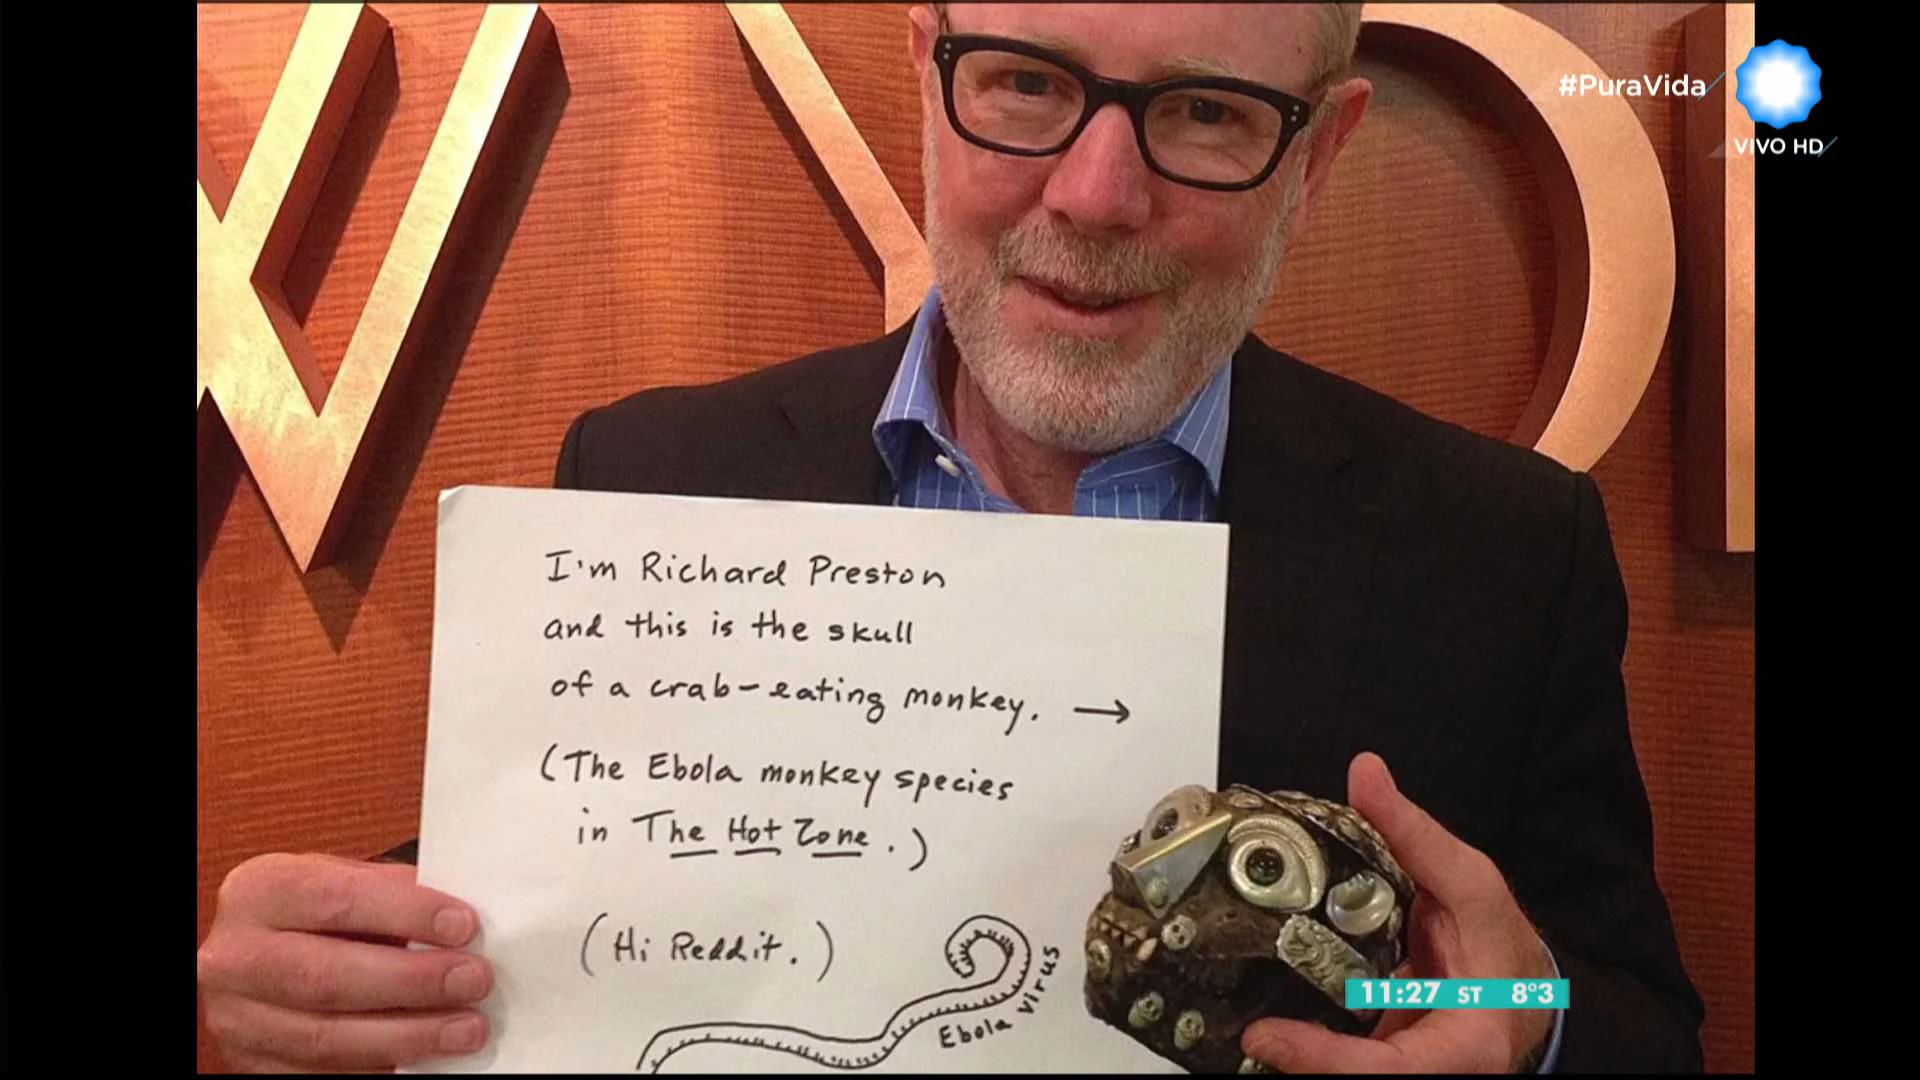 W YOR
#PuraVida
VIVO HD
I'm Richard Preston
and this is the skull
of a crab-eating monkey. →
(The Ebola monkey species
in The Hot Zone.)
(Hi Reddit.)
Ebola virus
11:27 ST 8°3